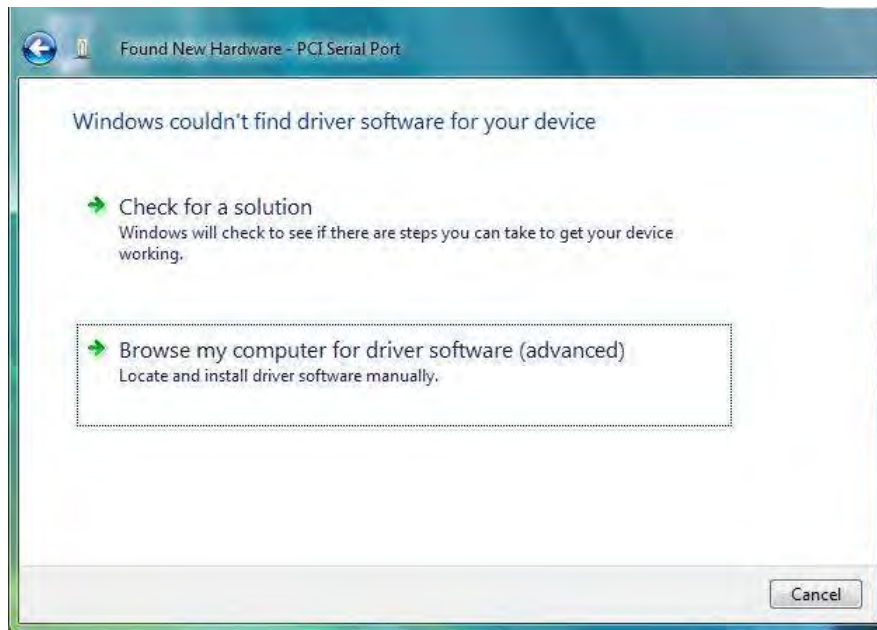 Found New Hardware - PCI Serial Port
Windows couldn't find driver software for your device
Check for a solution
Windows will check to see if there are steps you can take to get your device
working.
Browse my computer for driver software (advanced)
Locate and install driver software manually.
Cancel